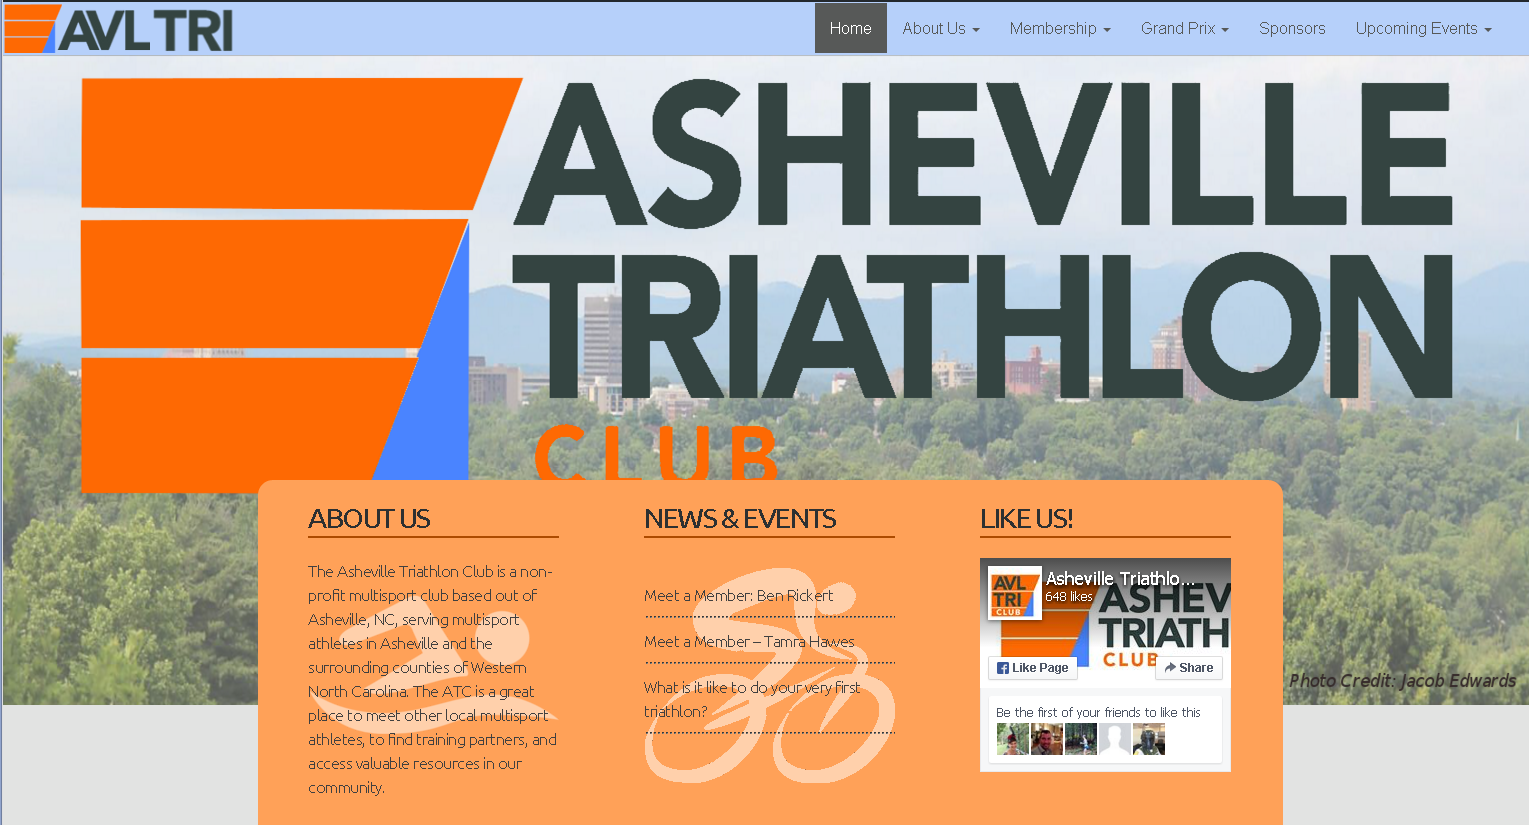 AVL TRI
Home
About Us
Membership
Grand Prix
Sponsors
Upcoming Events
ASHEVILLE
TRIATHLON
CLUB
ABOUT US
The Asheville Triathlon Club is a non-
profit multisport club based out of
Asheville, NC, serving multisport
athletes in Asheville and the
surrounding counties of Western
North Carolina. The ATC is a great
place to meet other local multisport
athletes, to find training partners, and
access valuable resources in our
community.
NEWS & EVENTS
Meet a Member: Ben Rickert
Meet a Member – Tamra Hawes
What is it like to do your very first
triathlon?
LIKE US!
AVL
TRI
CLUB
Asheville Triathlo...
648 likes
ASHEV
TRIATH
CLUB
Like Page
Share
Be the first of your friends to like this
Photo Credit: Jacob Edwards